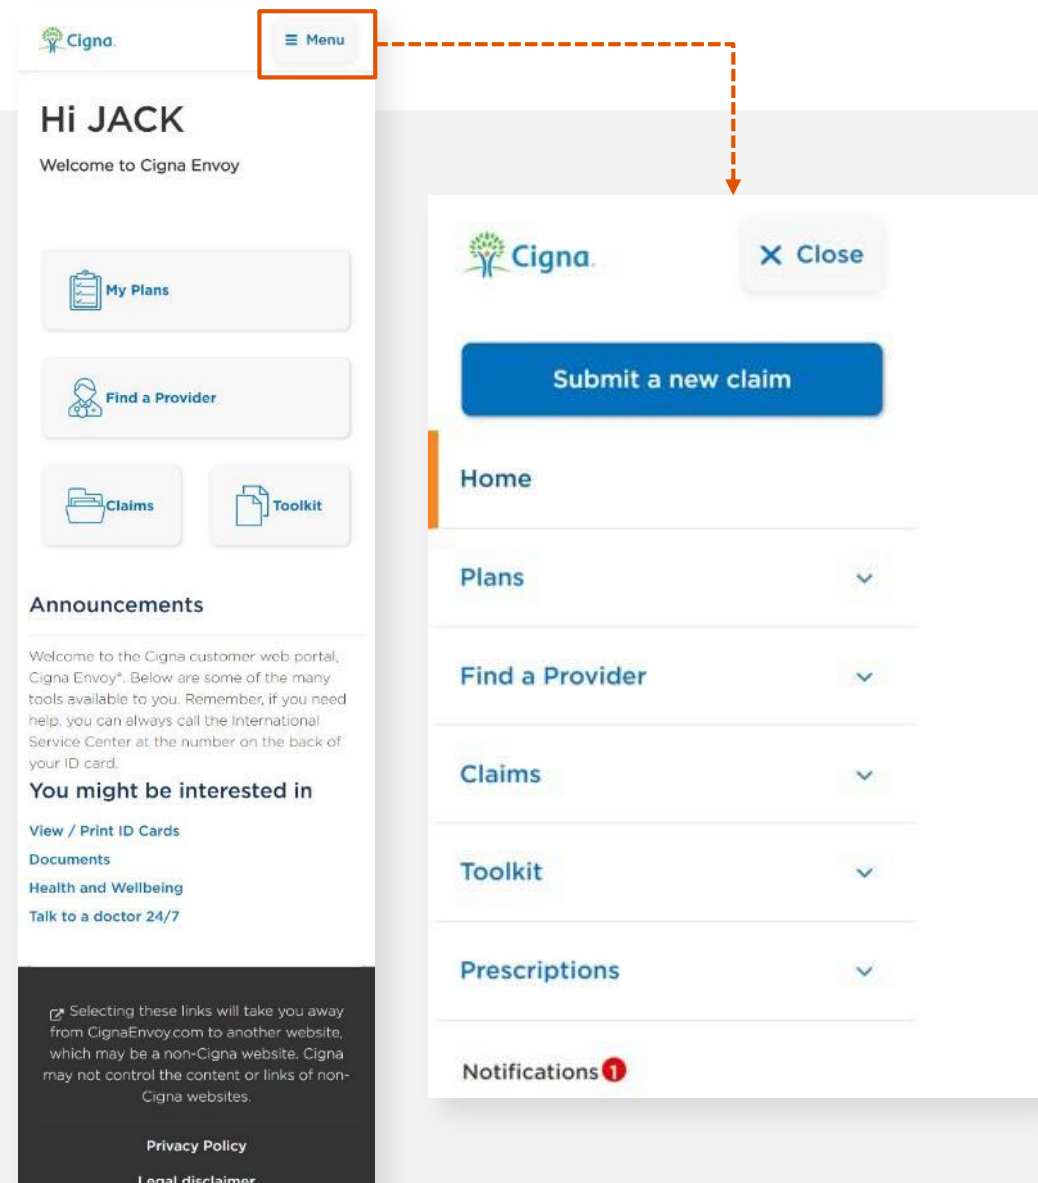 Cigna
Menu
Hi JACK
Welcome to Cigna Envoy
My Plans
Find a Provider
Claims
Toolkit
Announcements
Welcome to the Cigna customer web portal,
Cigna Envoy®. Below are some of the many
tools available to you. Remember, if you need
help, you can always call the International
Service Center at the number on the back of
your ID card.
You might be interested in
View / Print ID Cards
Documents
Health and Wellbeing
Talk to a doctor 24/7
Selecting these links will take you away
from CignaEnvoy.com to another website,
which may be a non-Cigna website. Cigna
may not control the content or links of non-
Cigna websites.
Privacy Policy
Legal disclaimer
Cigna.
Close
Submit a new claim
Home
Plans
Find a Provider
Claims
Toolkit
Prescriptions
Notifications 1